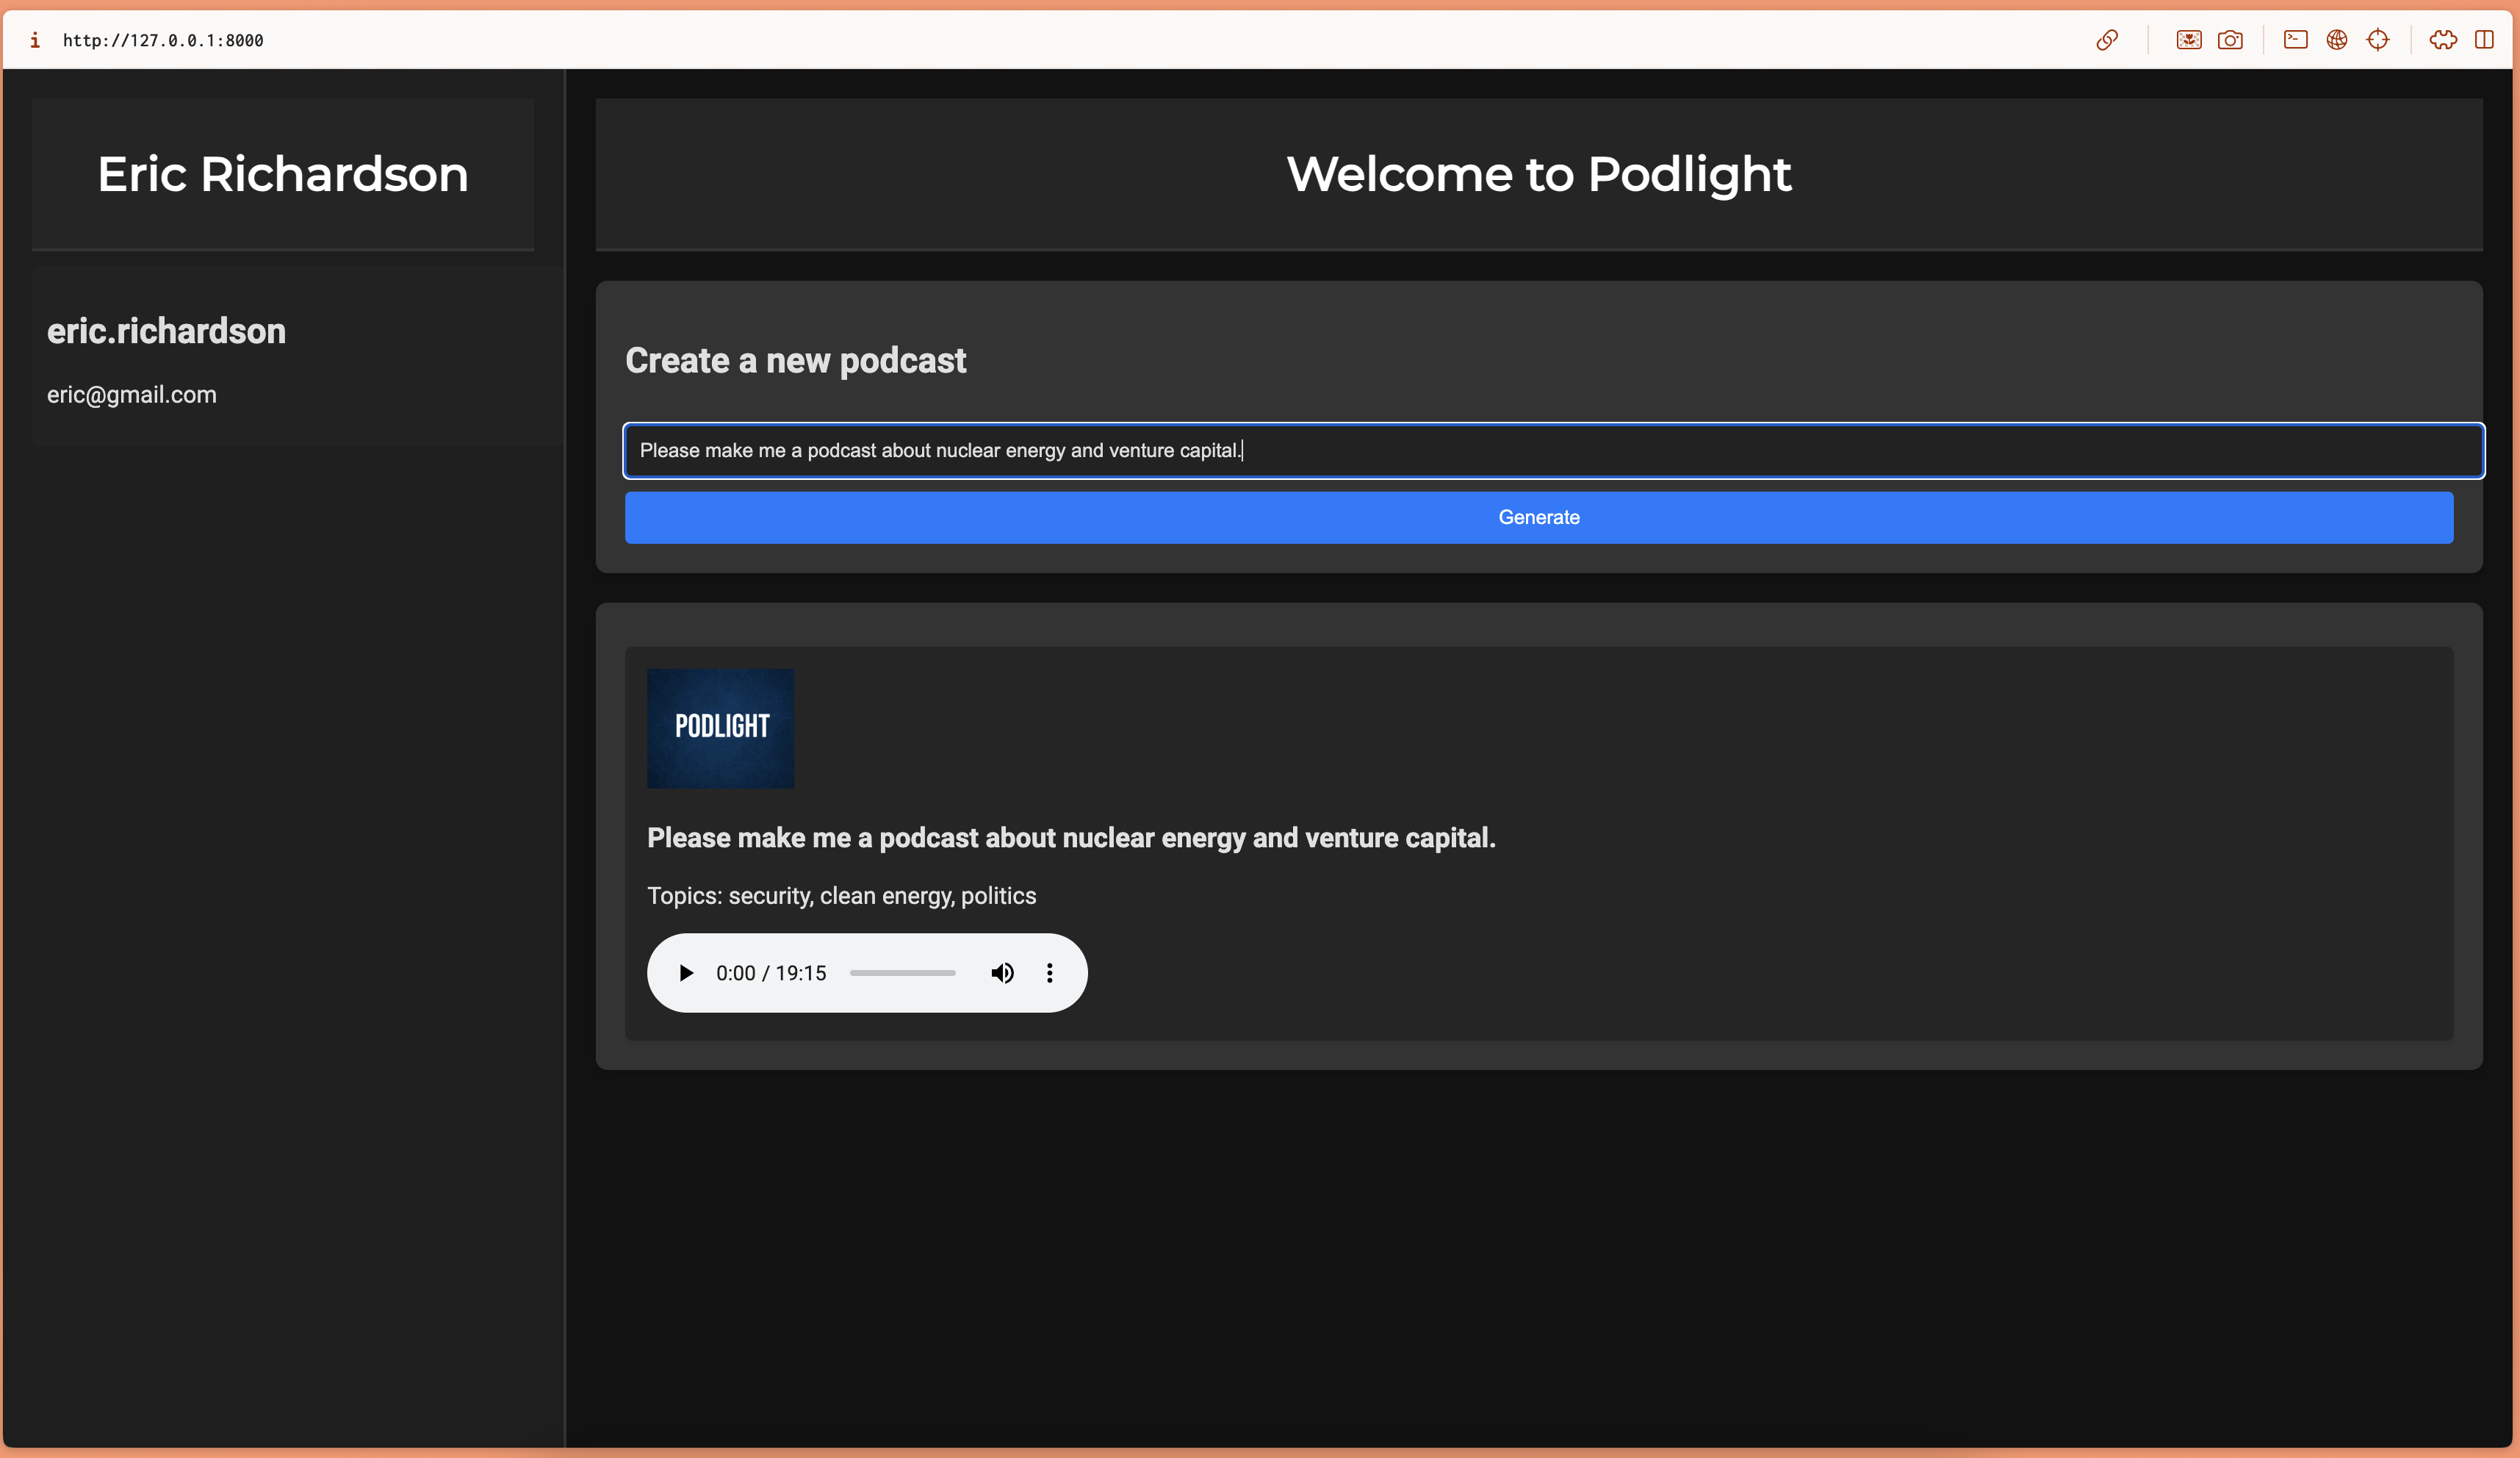 i http://127.0.0.1:8000
Eric Richardson
eric.richardson
eric@gmail.com
Welcome to Podlight
Create a new podcast
Please make me a podcast about nuclear energy and venture capital.
Generate
PODLIGHT
Please make me a podcast about nuclear energy and venture capital.
Topics: security, clean energy, politics
0:00 / 19:15